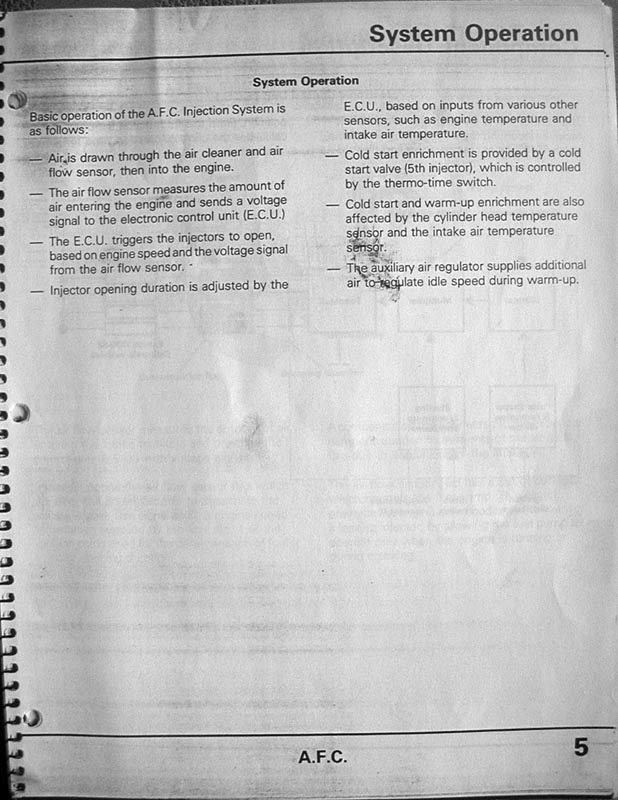 System Operation
System Operation
Basic operation of the A.F.C. Injection System is
as follows:
— Air is drawn through the air cleaner and air
flow sensor, then into the engine.
— The air flow sensor measures the amount of
air entering the engine and sends a voltage
signal to the electronic control unit (E.C.U.)
— The E.C.U. triggers the injectors to open,
based on engine speed and the voltage signal
from the air flow sensor.
— Injector opening duration is adjusted by the
E.C.U., based on inputs from various other
sensors, such as engine temperature and
intake air temperature.
— Cold start enrichment is provided by a cold
start valve (5th injector), which is controlled
by the thermo-time switch.
— Cold start and warm-up enrichment are also
affected by the cylinder head temperature
sensor and the intake air temperature
sensor.
— The auxiliary air regulator supplies additional
air to regulate idle speed during warm-up.
A.F.C.
5